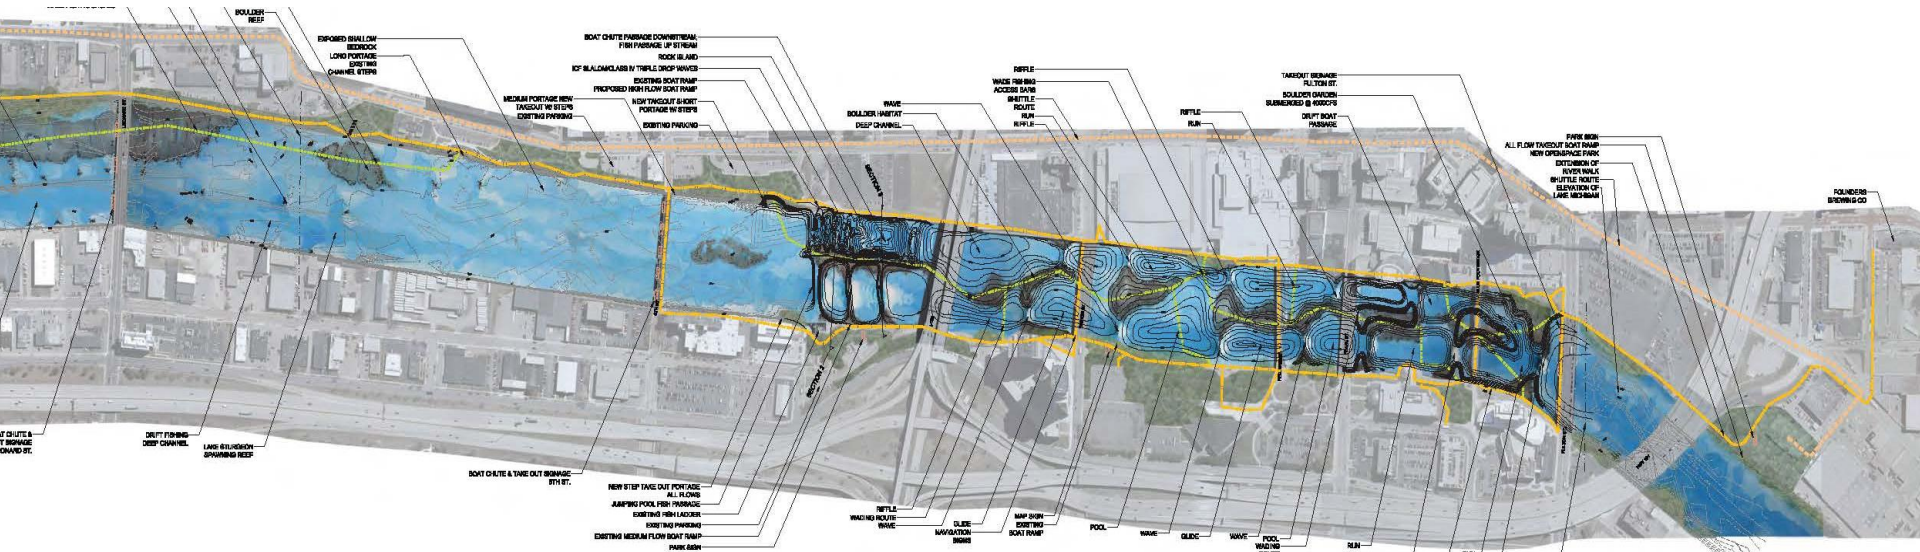 BOULDER
REEF
EXPOSED SHALLOW
BEDROCK
LONG PORTAGE
EXISTING
CHANNEL STEPS
MEDIUM PORTAGE NEW
TAKEOUT W/ STEPS
EXISTING PARKING
BOAT CHUTE PASSAGE DOWNSTREAM,
FISH PASSAGE UP STREAM
ROCK ISLAND
ICF SLALOM/CLASS IV TRIPLE DROP WAVES
EXISTING BOAT RAMP
PROPOSED HIGH FLOW BOAT RAMP
NEW TAKEOUT SHORT
PORTAGE W/ STEPS
EXISTING PARKING
WAVE
BOULDER HABITAT
DEEP CHANNEL
RIFFLE
WADE FISHING
ACCESS BARS
SHUTTLE
ROUTE
RUN
RIFFLE
RIFFLE
RUN
TAKEOUT SIGNAGE
FULTON ST.
BOULDER GARDEN
SUBMERGED @ 4000CFS
DRIFT BOAT
PASSAGE
PARK SIGN
ALL FLOW TAKEOUT BOAT RAMP
NEW OPENSPACE PARK
EXTENSION OF
RIVER WALK
SHUTTLE ROUTE
ELEVATION OF
LAKE MICHIGAN
FOUNDERS
BREWING CO
SECTION 2
AT CHUTE &
T SIGNAGE
ONARD ST.
DRIFT FISHING
DEEP CHANNEL
LAKE STURGEON
SPAWNING REEF
BOAT CHUTE & TAKE OUT SIGNAGE
6TH ST.
NEW STEP TAKE OUT PORTAGE
ALL FLOWS
JUMPING POOL FISH PASSAGE
EXISTING FISH LADDER
EXISTING PARKING
EXISTING MEDIUM FLOW BOAT RAMP
PARK SIGN
RIFFLE
WADING ROUTE
WAVE
GLIDE
NAVIGATION
SIGNS
MAP SIGN
EXISTING
BOAT RAMP
POOL
WAVE
GLIDE
WAVE
POOL
WADING
RUN